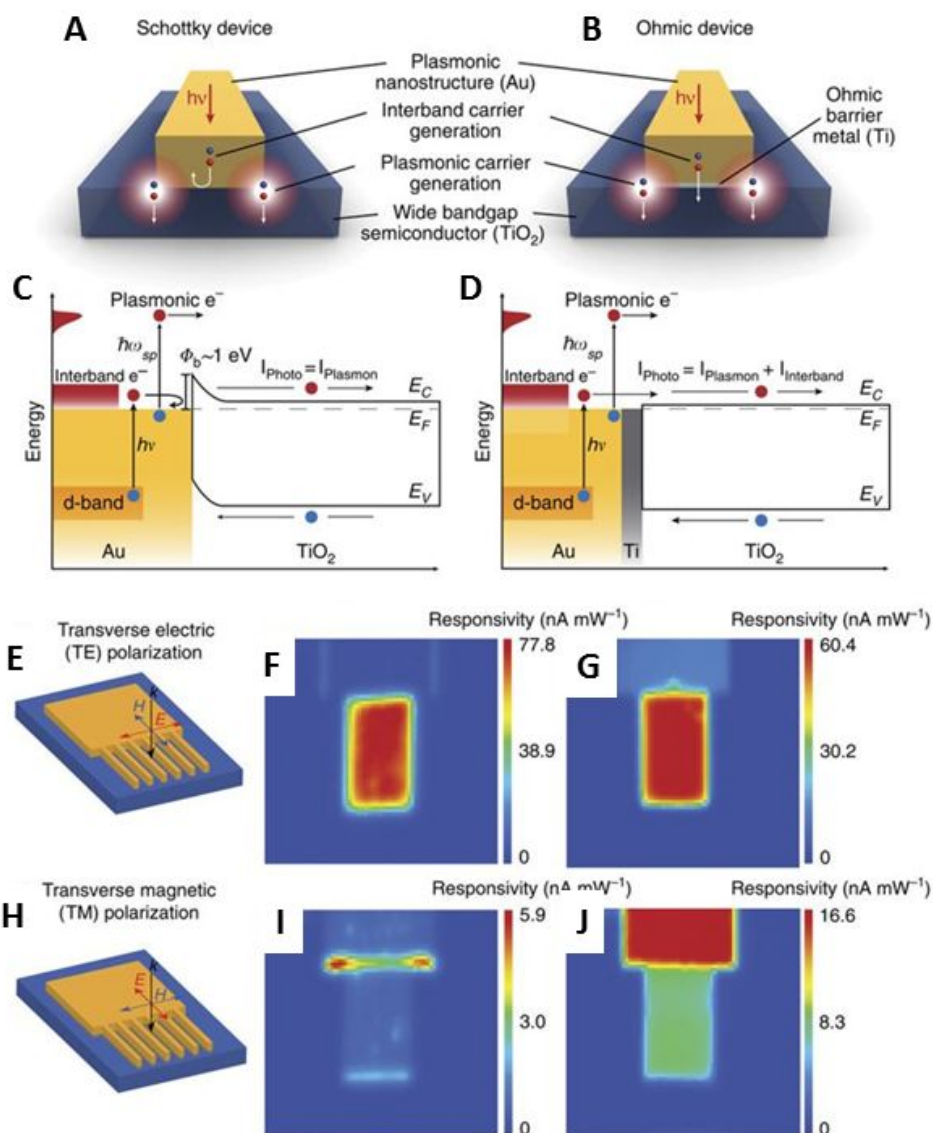 A
Schottky device
B
Ohmic device
Plasmonic
nanostructure (Au)
hν
hν
Interband carrier
generation
Ohmic
barrier
metal (Ti)
Plasmonic carrier
generation
Wide bandgap
semiconductor (TiO2)
C
Plasmonic e−
ħωsp
Φb~1 eV
IPhoto = IPlasmon
Interband e−
EC
EF
hν
EV
d-band
Au
TiO2
Energy
D
Plasmonic e−
ħωsp
IPhoto = IPlasmon + IInterband
Interband e−
EC
EF
hν
EV
d-band
Au
Ti
TiO2
Energy
E
Transverse electric
(TE) polarization
K
H
E
F
Responsivity (nA mW−1)
77.8
38.9
0
G
Responsivity (nA mW−1)
60.4
30.2
0
H
Transverse magnetic
(TM) polarization
K
E
H
I
Responsivity (nA mW−1)
5.9
3.0
0
J
Responsivity (nA mW−1)
16.6
8.3
0